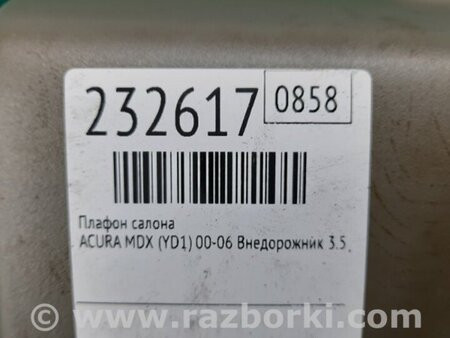 232617
0858
Плафон салона
ACURA MDX (YD1) 00-06 Внедорожник 3.5
www.razborki.com